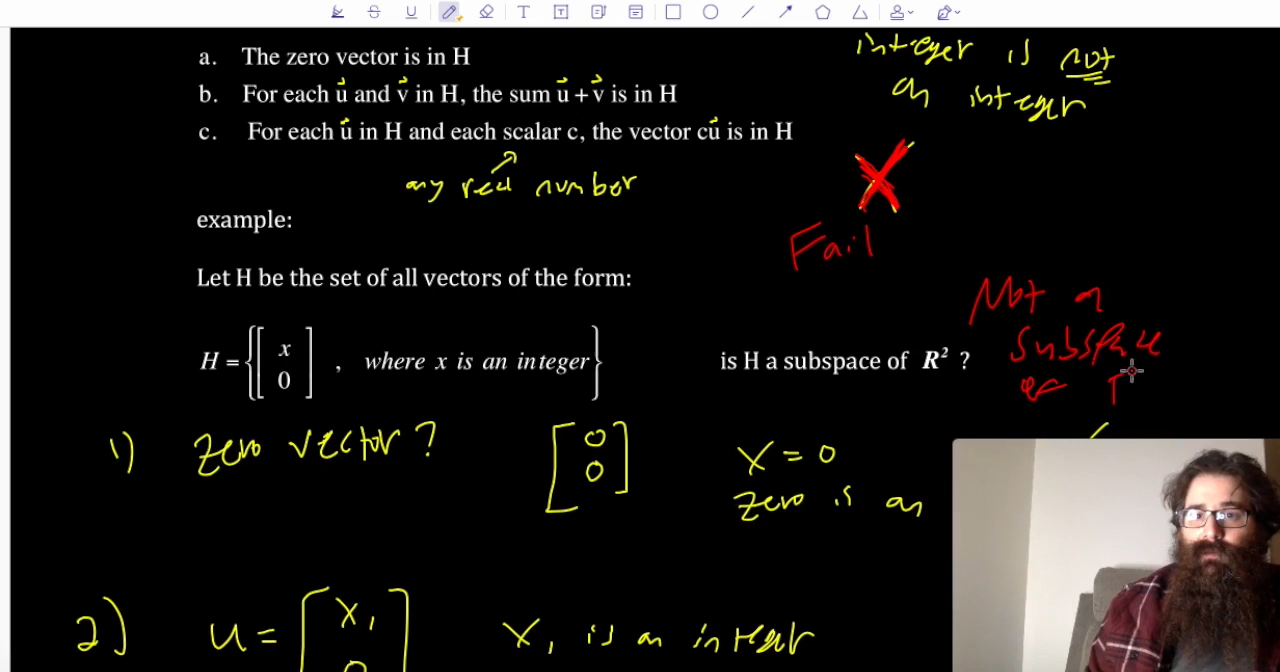 a. The zero vector is in H
b. For each u⃗ and v⃗ in H, the sum u⃗ + v⃗ is in H
c. For each u⃗ in H and each scalar c, the vector cu⃗ is in H
integer is not
an integer
any real number
Fail
example:
Let H be the set of all vectors of the form:
H = {[x 0], where x is an integer}
is H a subspace of R² ?
Not a
subspace
of
1) zero vector?
[0 0]
x = 0
zero is an
2) u = [x₁ 0
x₁ is an integer